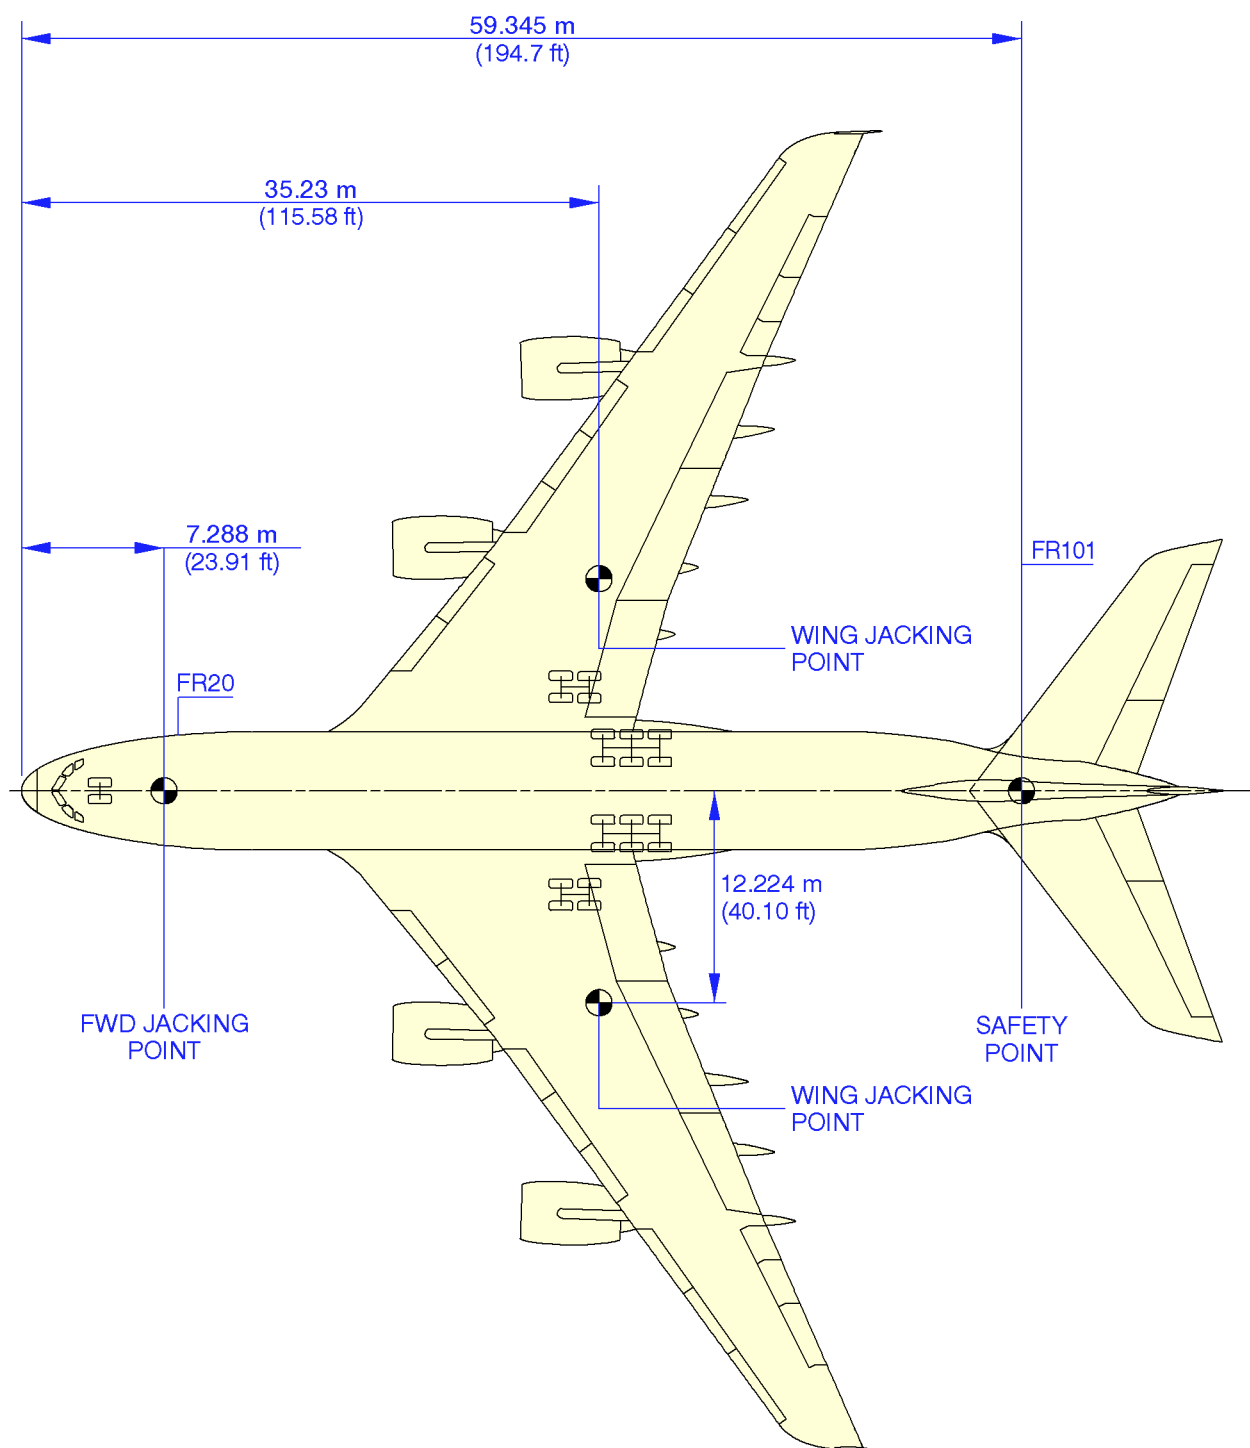 59.345 m
(194.7 ft)
35.23 m
(115.58 ft)
7.288 m
(23.91 ft)
FR101
WING JACKING
POINT
FR20
12.224 m
(40.10 ft)
FWD JACKING
POINT
SAFETY
POINT
WING JACKING
POINT